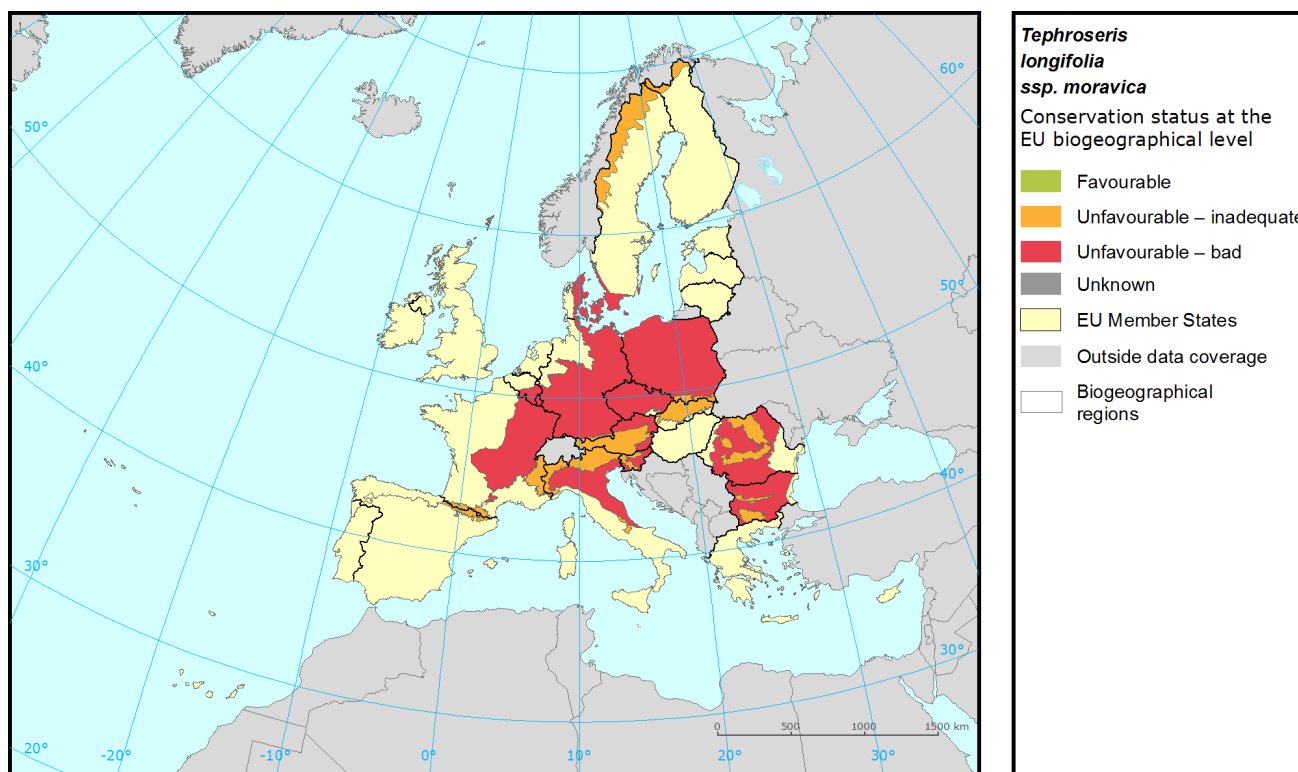 Tephroseris
longifolia
ssp. moravica
Conservation status at the
EU biogeographical level
Favourable
Unfavourable – inadequate
Unfavourable – bad
Unknown
EU Member States
Outside data coverage
Biogeographical
regions
60°
50°
50°
40°
40°
30°
30°
20°
-20°
-10°
0°
10°
20°
30°
0
500
1000
1500 km